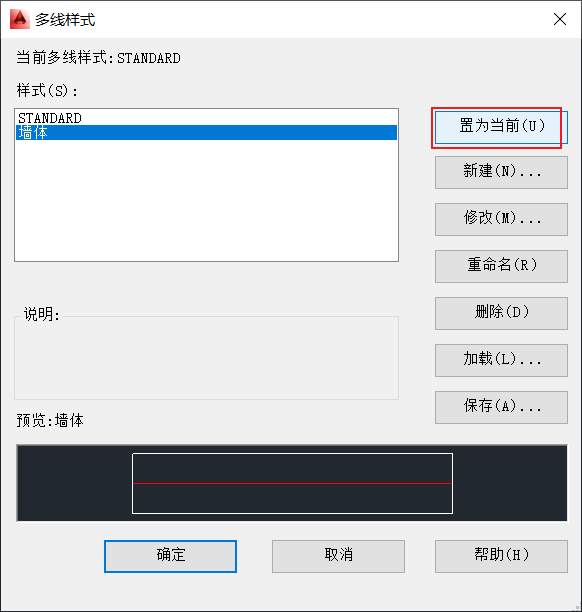 多线样式
当前多线样式:STANDARD
样式(S):
STANDARD
墙体
置为当前(U)
新建(N)...
修改(M)...
重命名(R)
删除(D)
加载(L)...
保存(A)...
说明:
预览:墙体
确定
取消
帮助(H)